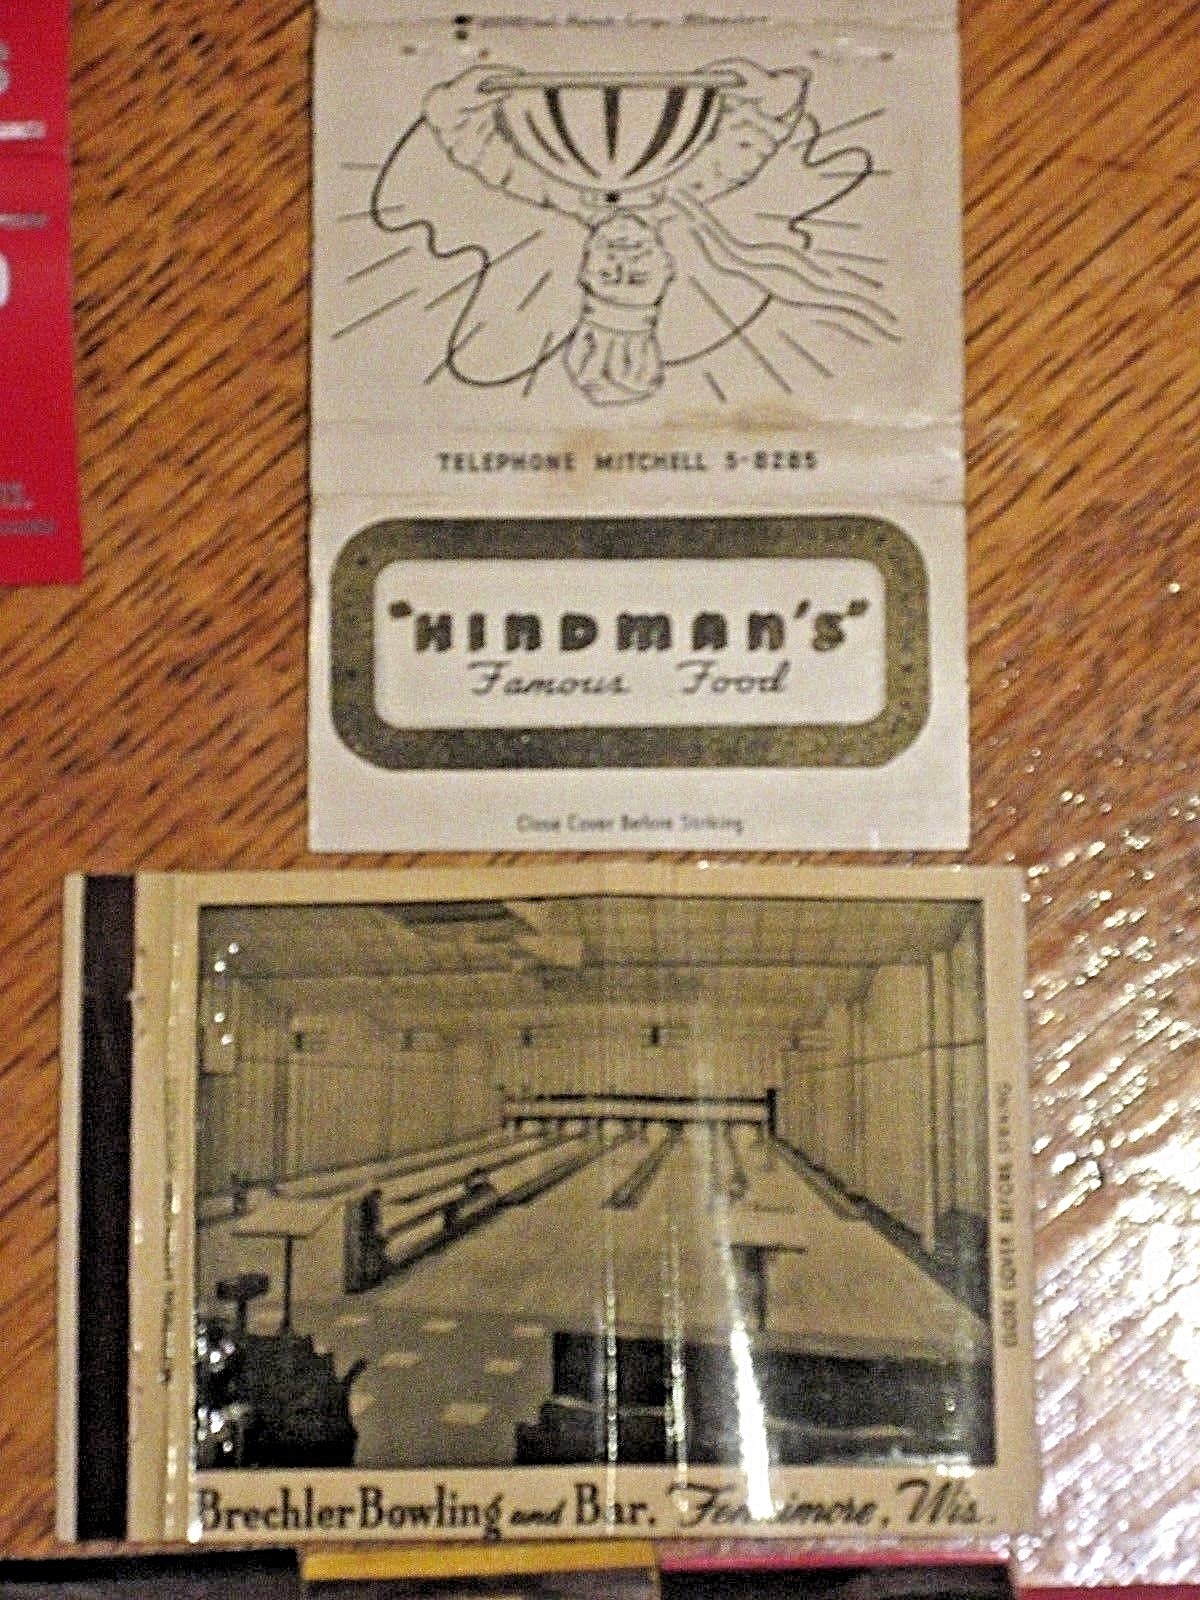 TELEPHONE MITCHELL 5-8285
"HINDMAN'S"
Famous Food
Close Cover Before Striking
CLOSE COVER BEFORE STRIKING
Brechler Bowling and Bar. Fennimore, Wis.